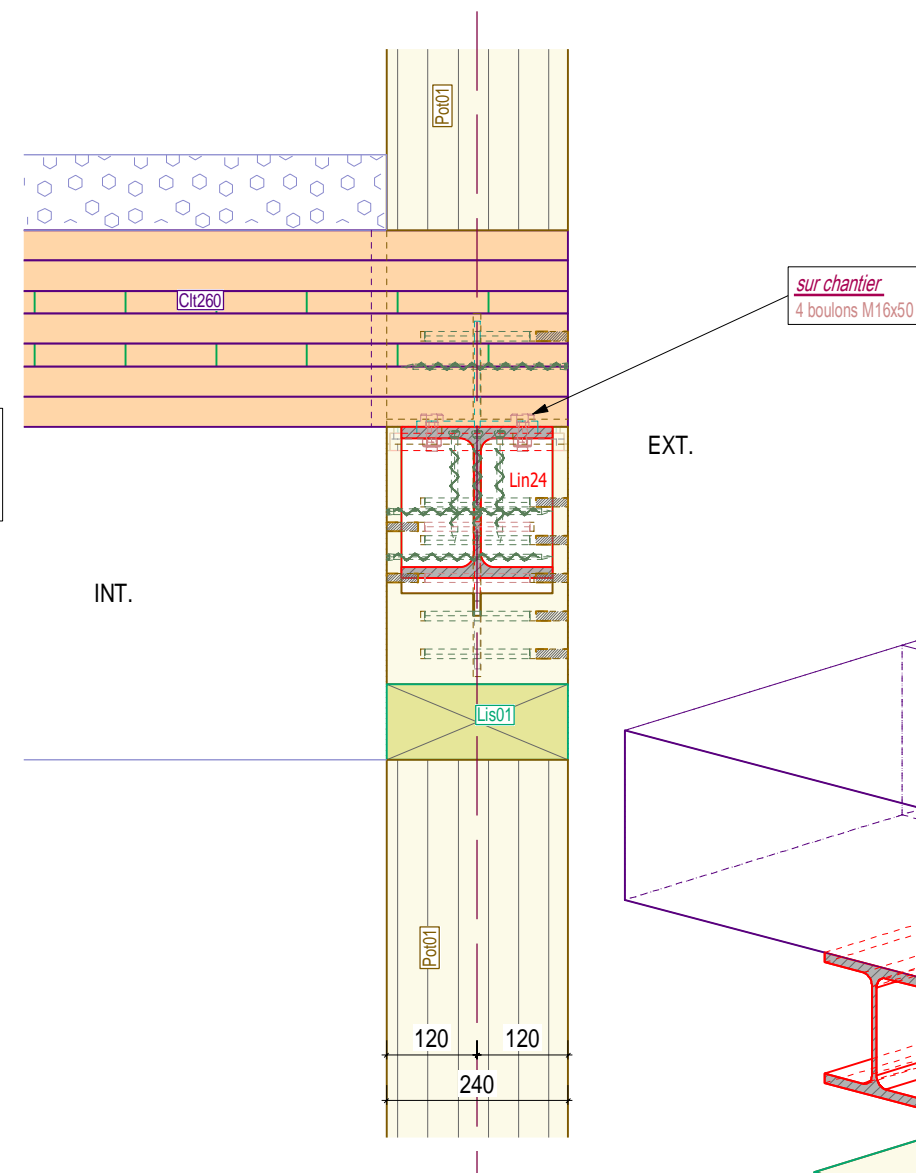 Pot01
Clt260
sur chantier
4 boulons M16x50
EXT.
Lin24
INT.
Lis01
Pot01
120
120
240